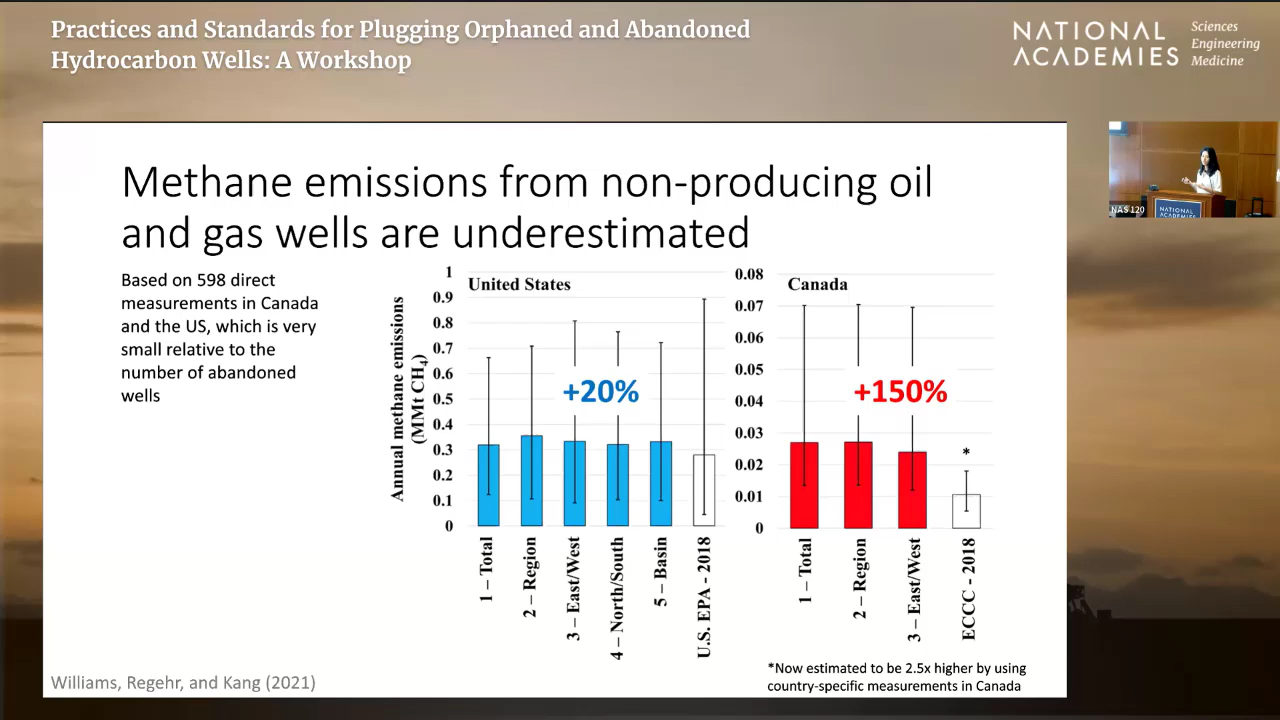 Practices and Standards for Plugging Orphaned and Abandoned
Hydrocarbon Wells: A Workshop
NATIONAL
ACADEMIES
Sciences
Engineering
Medicine
NAS 120
NATIONAL
ACADEMIES
Methane emissions from non-producing oil
and gas wells are underestimated
Based on 598 direct
measurements in Canada
and the US, which is very
small relative to the
number of abandoned
wells
Annual methane emissions
(MMt CH₄)
United States
1
0.9
0.8
0.7
0.6
0.5
0.4
0.3
0.2
0.1
0
+20%
1 – Total
2 – Region
3 – East/West
4 – North/South
5 – Basin
U.S. EPA - 2018
Canada
0.08
0.07
0.06
0.05
0.04
0.03
0.02
0.01
0
+150%
*
1 – Total
2 – Region
3 – East/West
ECCC - 2018
*Now estimated to be 2.5x higher by using
country-specific measurements in Canada
Williams, Regehr, and Kang (2021)